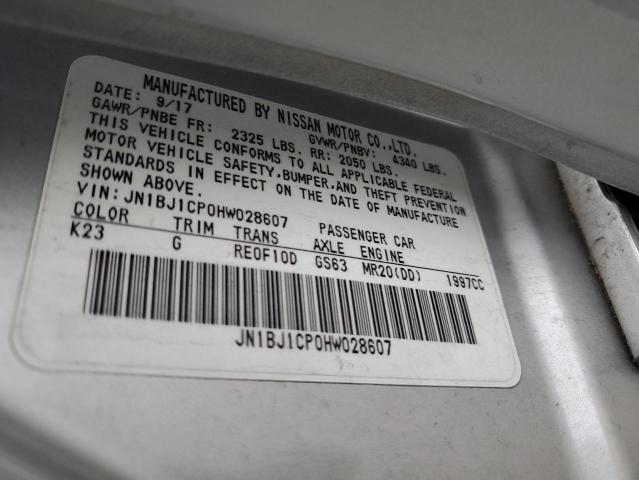 MANUFACTURED BY NISSAN MOTOR CO.,LTD.
DATE: 9/17 GVWR/PNBV: 4340 LBS.
GAWR/PNBE FR: 2325 LBS. RR: 2050 LBS.
THIS VEHICLE CONFORMS TO ALL APPLICABLE FEDERAL
MOTOR VEHICLE SAFETY,BUMPER,AND THEFT PREVENTION
STANDARDS IN EFFECT ON THE DATE OF MANUFACTURE
SHOWN ABOVE.
VIN: JN1BJ1CP0HW028607 PASSENGER CAR
COLOR TRIM TRANS AXLE ENGINE
K23 G RE0F10D GS63 MR20(DD) 1997CC
JN1BJ1CP0HW028607